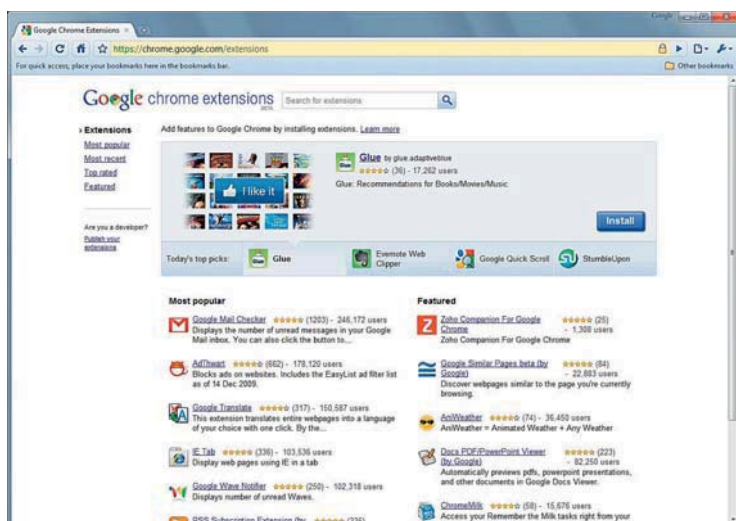 Google
Google Chrome Extensions
https://chrome.google.com/extensions
For quick access, place your bookmarks here in the bookmarks bar.
Other bookmarks
Google chrome extensions
BETA
Search for extensions
› Extensions
Most popular
Most recent
Top rated
Featured
Are you a developer?
Publish your
extensions
Add features to Google Chrome by installing extensions. Learn more
I like it
Glue by glue.adaptiveblue
(36) - 17,262 users
Glue: Recommendations for Books/Movies/Music
Install
Today's top picks:
Glue
Evernote Web
Clipper
Google Quick Scroll
StumbleUpon
Most popular
Google Mail Checker (1203) - 246,172 users
Displays the number of unread messages in your Google
Mail inbox. You can also click the button to...
AdThwart (662) - 178,120 users
Blocks ads on websites. Includes the EasyList ad filter list
as of 14 Dec 2009.
Google Translate (317) - 150,587 users
This extension translates entire webpages into a language
of your choice with one click. By the...
IE Tab (336) - 103,536 users
Display web pages using IE in a tab
Google Wave Notifier (250) - 102,318 users
Displays number of unread Waves.
RSS Subscription Extension (by
Featured
Zoho Companion For Google (25)
Chrome - 1,308 users
Zoho Companion For Google Chrome
Google Similar Pages beta (by (84)
Google) - 22,883 users
Discover webpages similar to the page you're currently
browsing.
AniWeather (74) - 36,450 users
AniWeather = Animated Weather + Any Weather
Docs PDF/PowerPoint Viewer (223)
(by Google) - 82,250 users
Automatically previews pdfs, powerpoint presentations,
and other documents in Google Docs Viewer.
ChromeMilk (58) - 15,676 users
Access your Remember the Milk tasks right from your